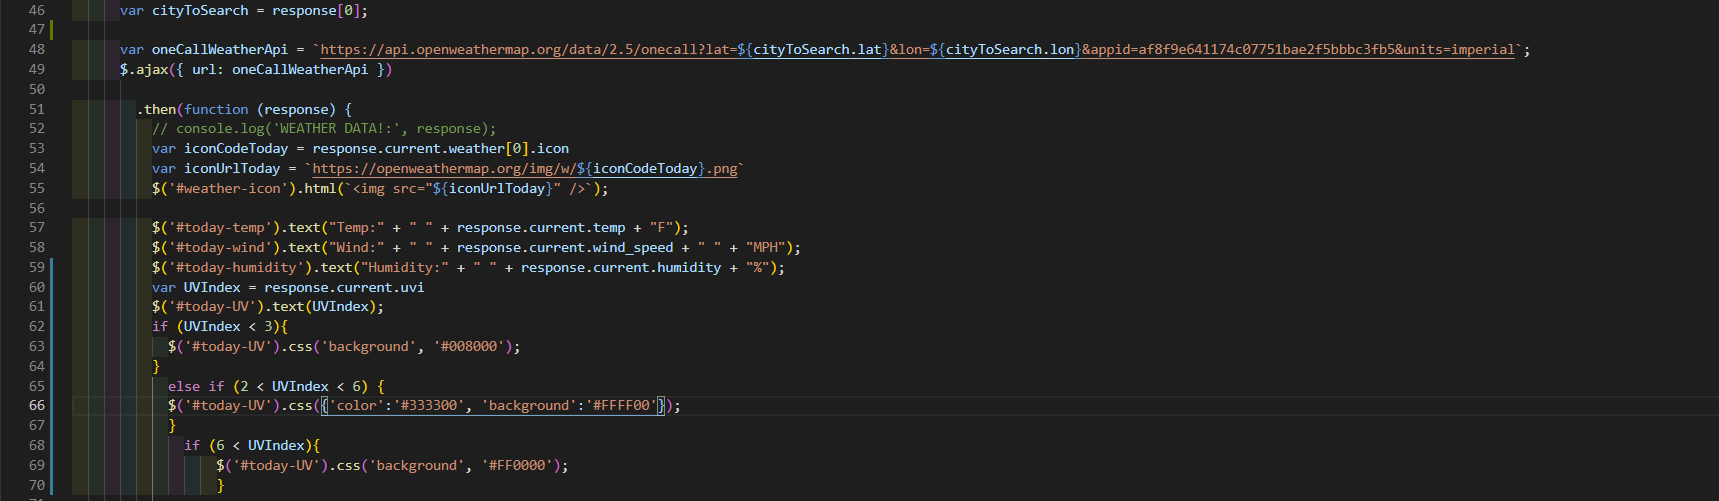 46 var cityToSearch = response[0];
47
48 var oneCallWeatherApi = `https://api.openweathermap.org/data/2.5/onecall?lat=${cityToSearch.lat}&lon=${cityToSearch.lon}&appid=af8f9e641174c07751bae2f5bbbc3fb5&units=imperial`;
49 $.ajax({ url: oneCallWeatherApi })
50
51 .then(function (response) {
52 // console.log('WEATHER DATA!:', response);
53 var iconCodeToday = response.current.weather[0].icon
54 var iconUrlToday = `https://openweathermap.org/img/w/${iconCodeToday}.png`
55 $('#weather-icon').html(`<img src="${iconUrlToday}" />`);
56
57 $('#today-temp').text("Temp:" + " " + response.current.temp + "F");
58 $('#today-wind').text("Wind:" + " " + response.current.wind_speed + " " + "MPH");
59 $('#today-humidity').text("Humidity:" + " " + response.current.humidity + "%");
60 var UVIndex = response.current.uvi
61 $('#today-UV').text(UVIndex);
62 if (UVIndex < 3){
63 $('#today-UV').css('background', '#008000');
64 }
65 else if (2 < UVIndex < 6) {
66 $('#today-UV').css({'color':'#333300', 'background':'#FFFF00'});
67 }
68 if (6 < UVIndex){
69 $('#today-UV').css('background', '#FF0000');
70 }